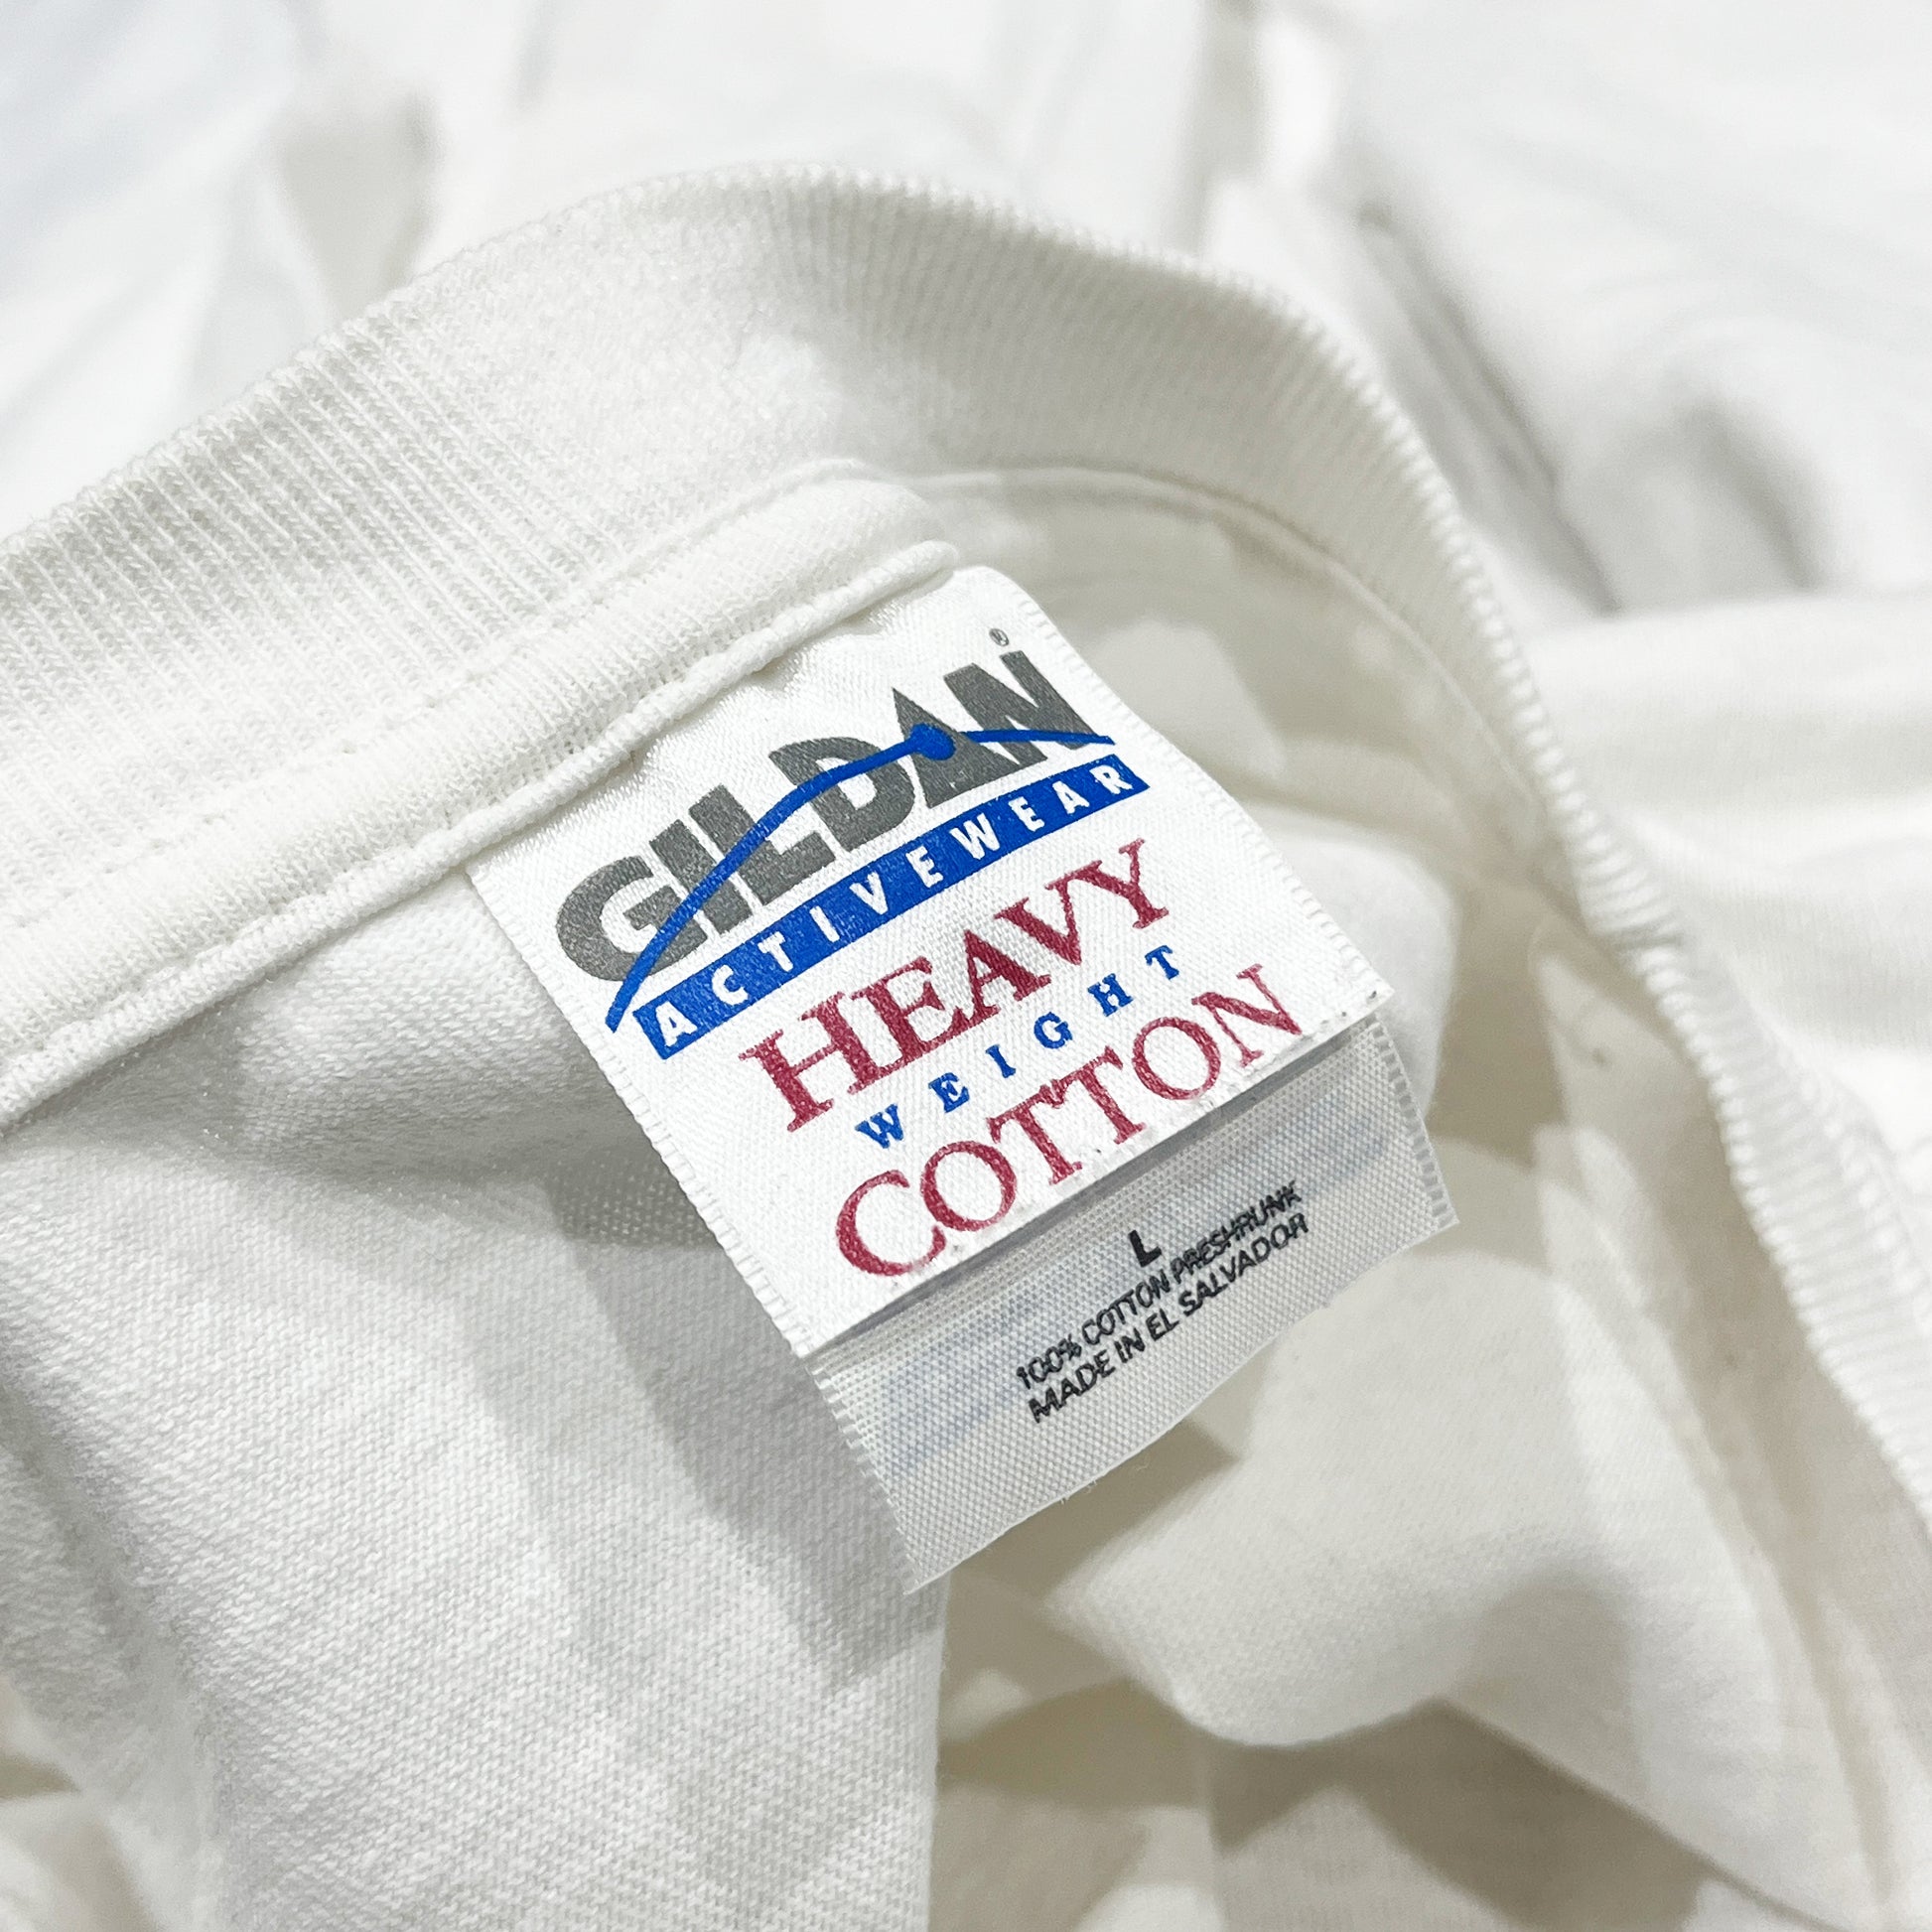 GILDAN®
ACTIVEWEAR
HEAVY
WEIGHT
COTTON
L
100% COTTON PRESHRUNK
MADE IN EL SALVADOR